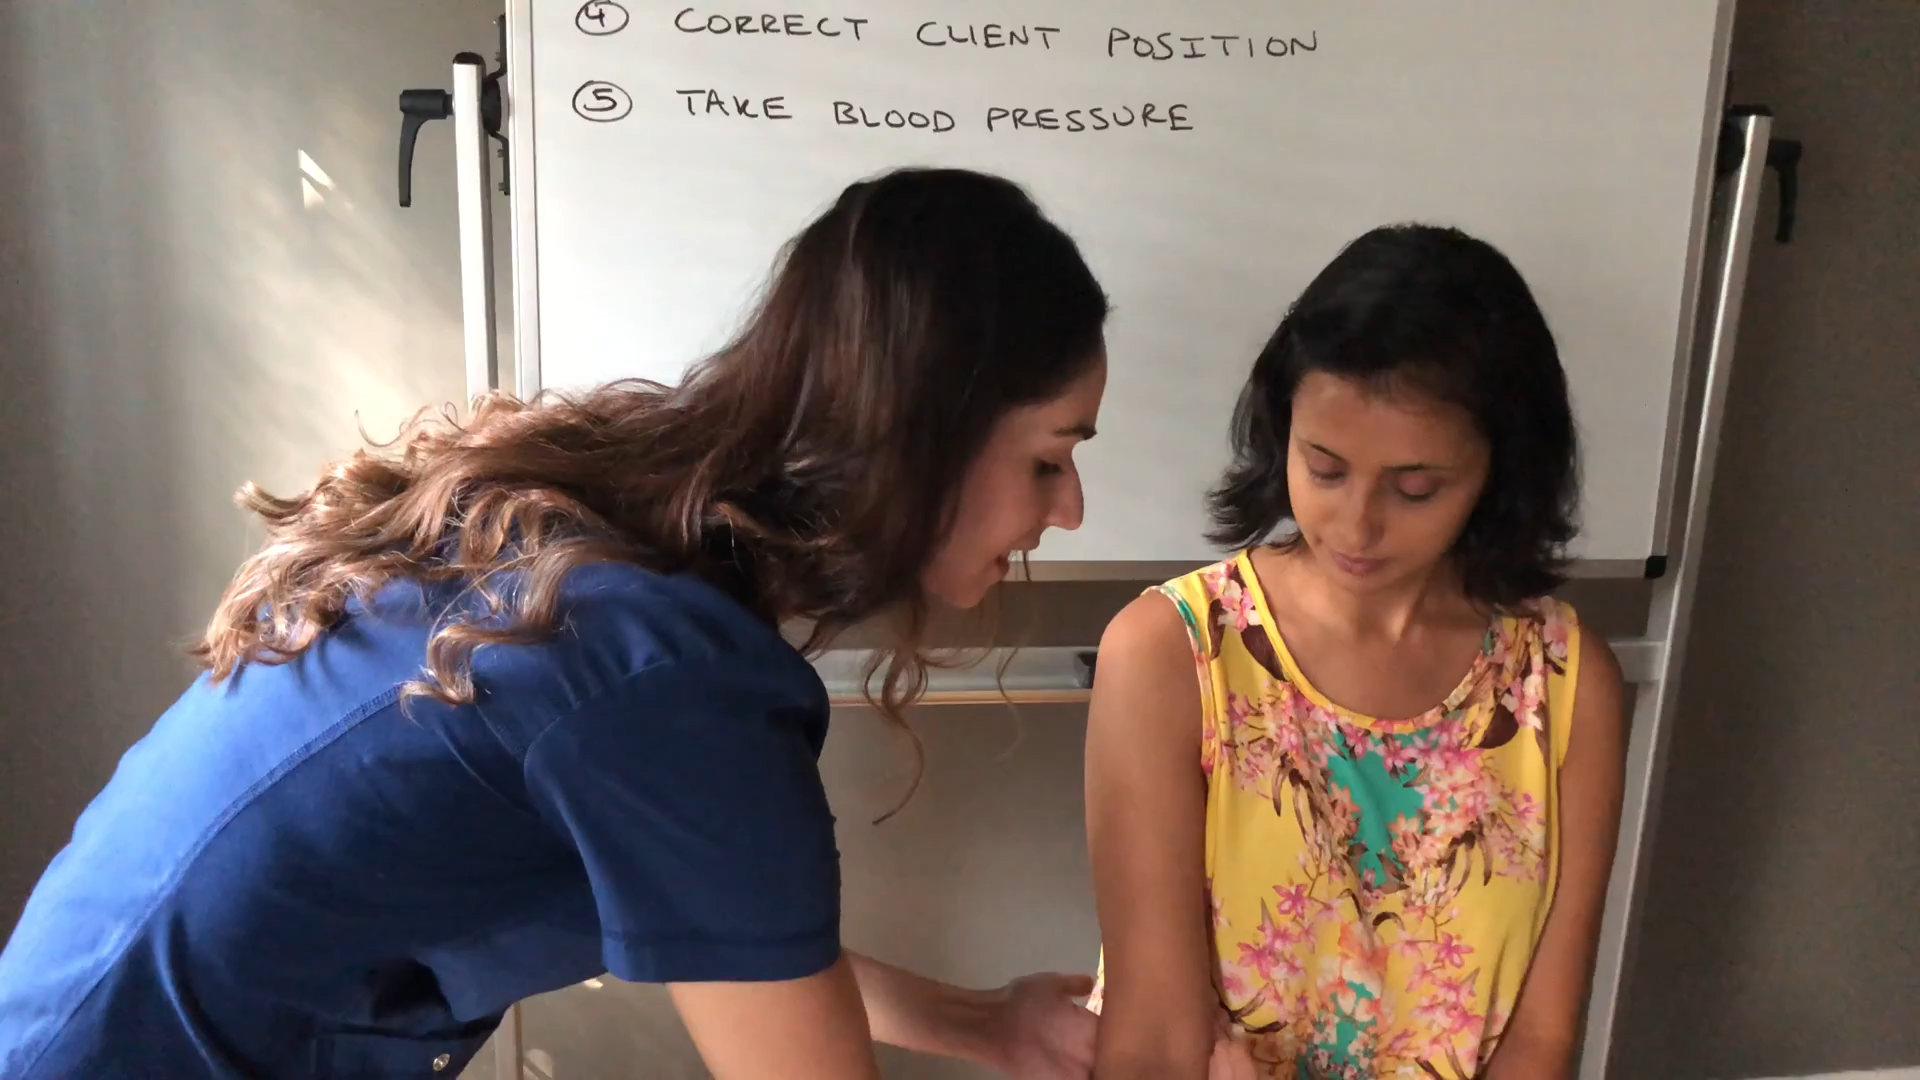 ④ CORRECT CLIENT POSITION
⑤ TAKE BLOOD PRESSURE